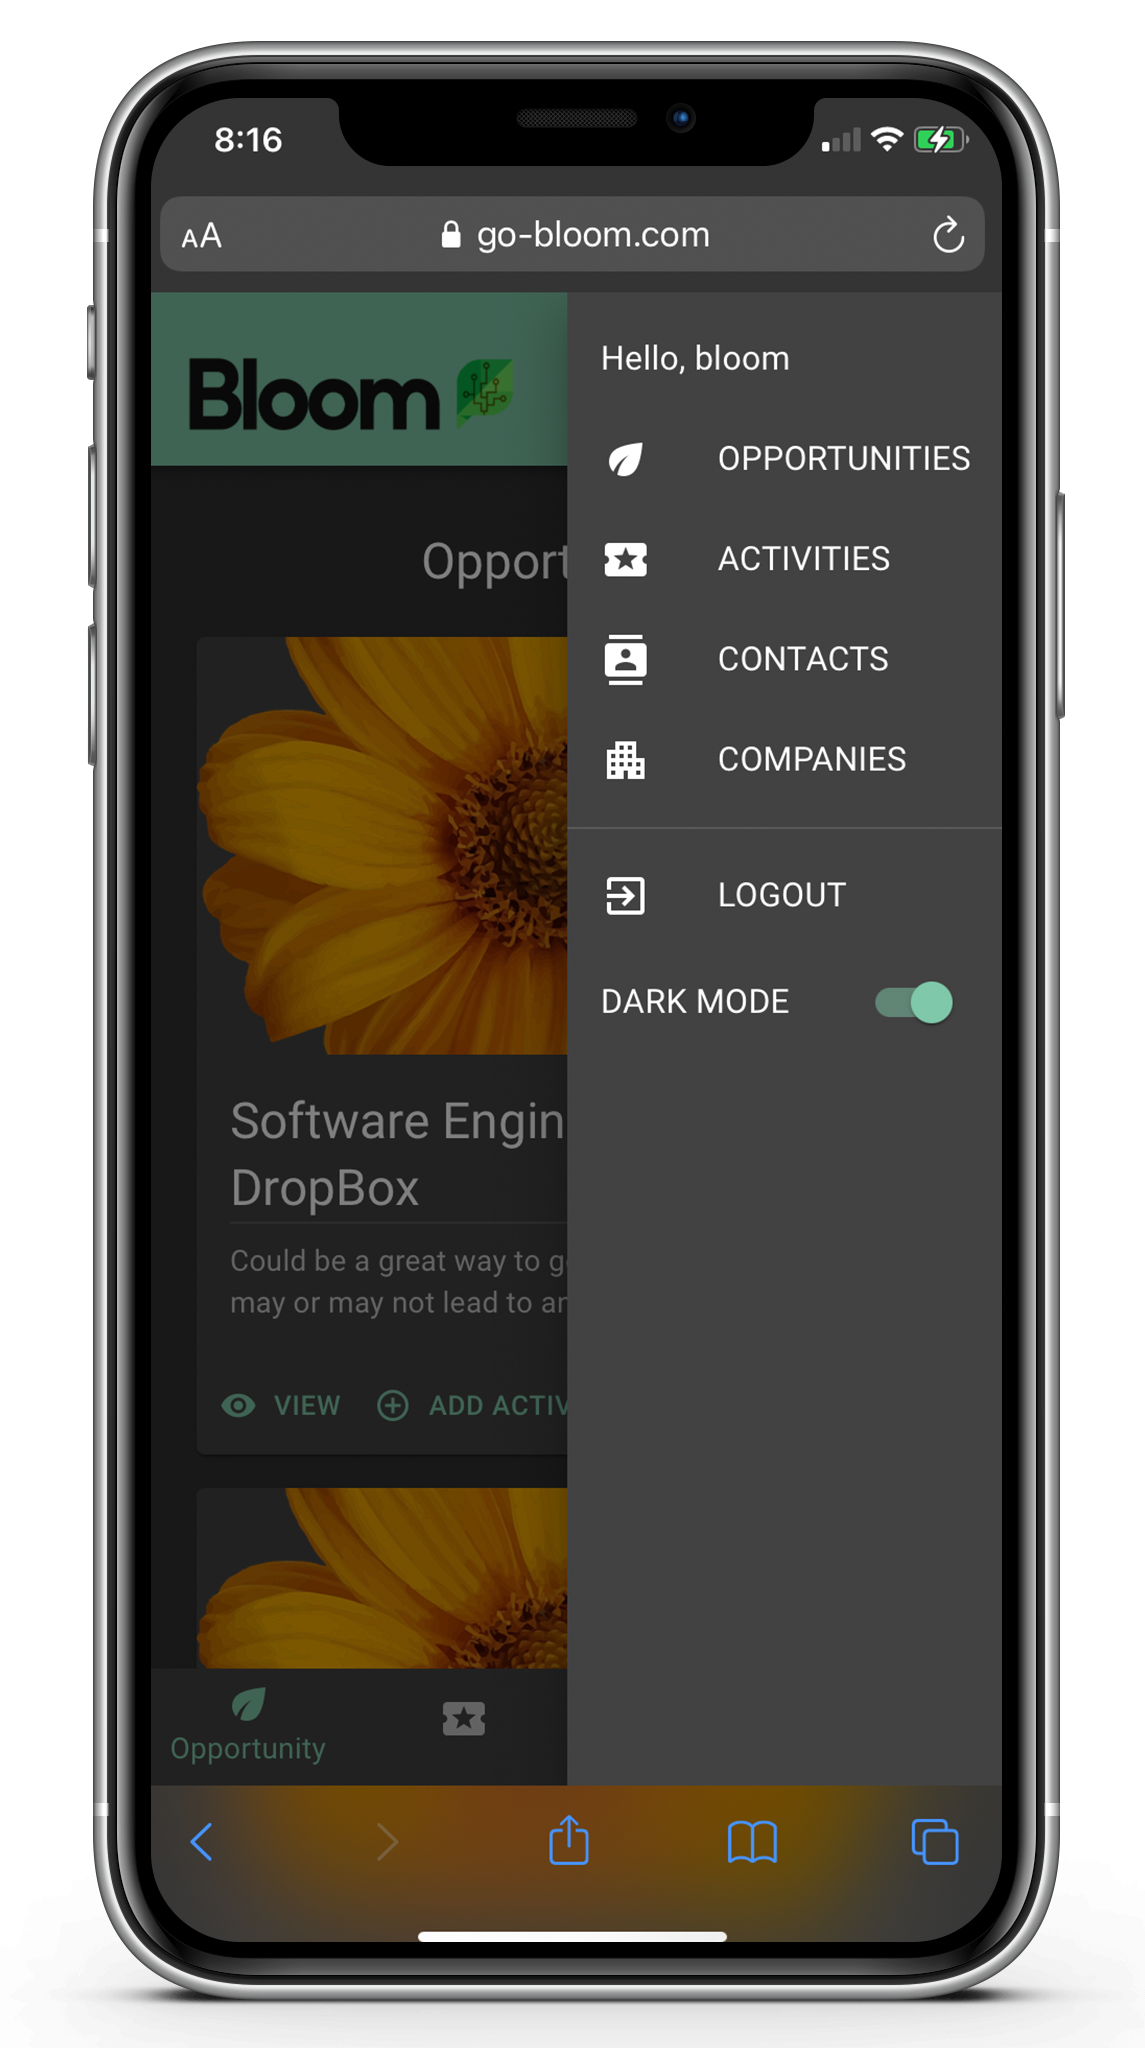 8:16
AA
go-bloom.com
Bloom
Hello, bloom
OPPORTUNITIES
ACTIVITIES
CONTACTS
COMPANIES
LOGOUT
DARK MODE
Opport
Software Engin
DropBox
Could be a great way to g
may or may not lead to an
VIEW
ADD ACTIV
Opportunity